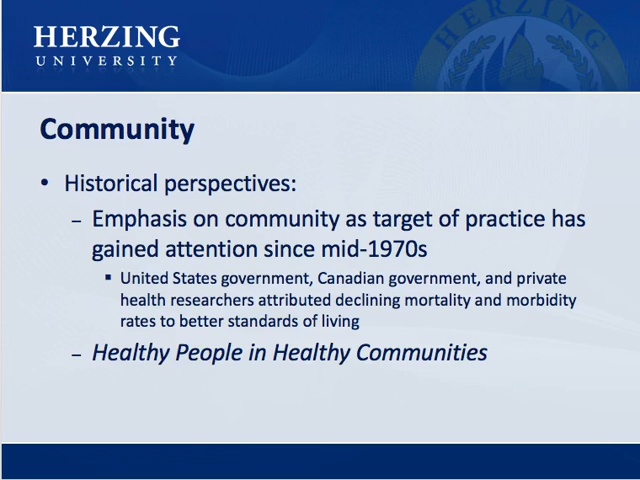 HERZING
UNIVERSITY
HERZING
Community
• Historical perspectives:
– Emphasis on community as target of practice has
gained attention since mid-1970s
▪ United States government, Canadian government, and private
health researchers attributed declining mortality and morbidity
rates to better standards of living
– Healthy People in Healthy Communities